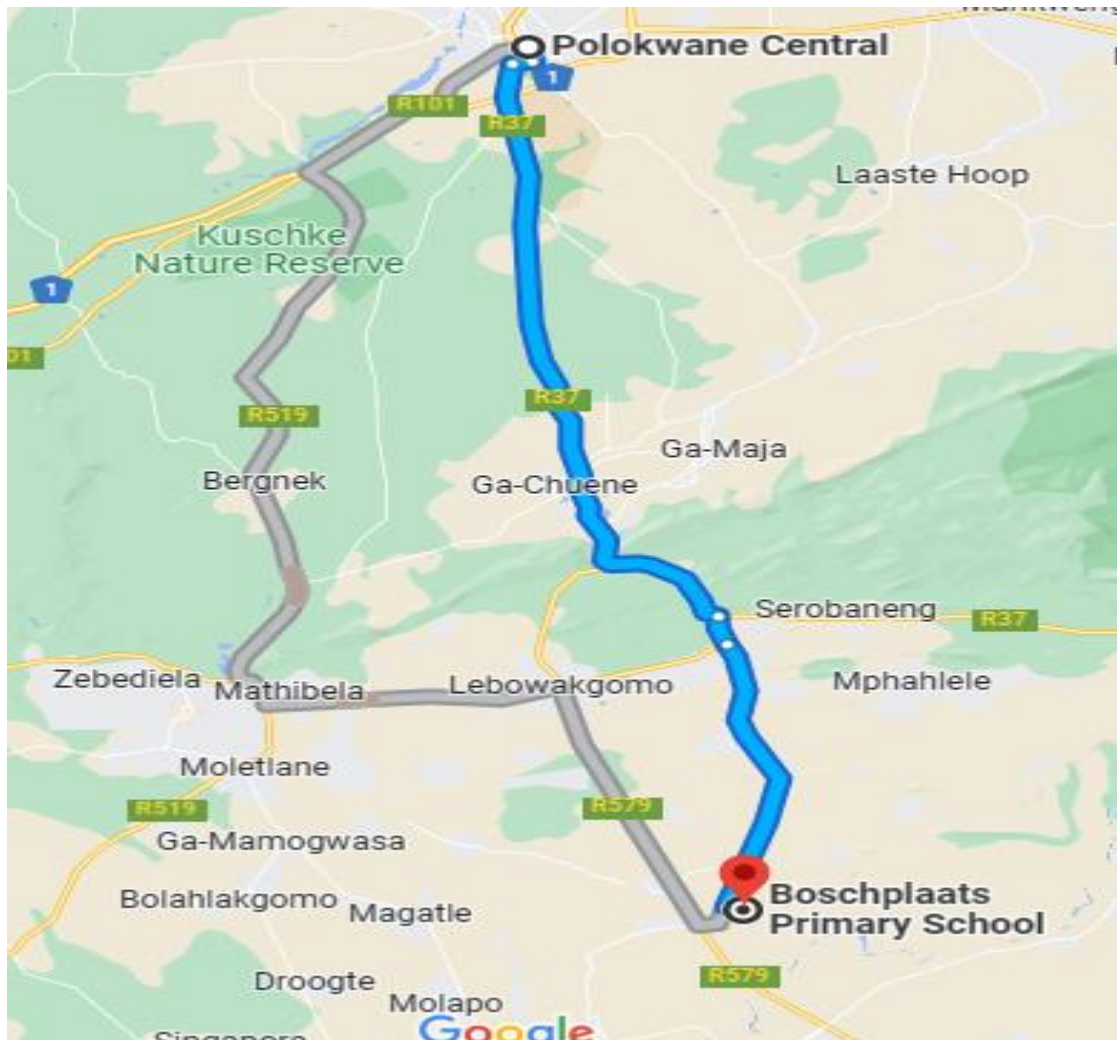 Polokwane Central
1
R101
R37
Laaste Hoop
Kuschke
Nature Reserve
1
01
R37
R519
Ga-Maja
Bergnek
Ga-Chuene
Serobaneng
R37
Zebediela
Mathibela
Lebowakgomo
Mphahlele
Moletlane
R519
R579
Ga-Mamogwasa
Bolahlakgomo
Magatle
Boschplaats
Primary School
Droogte
Molapo
R579
Google